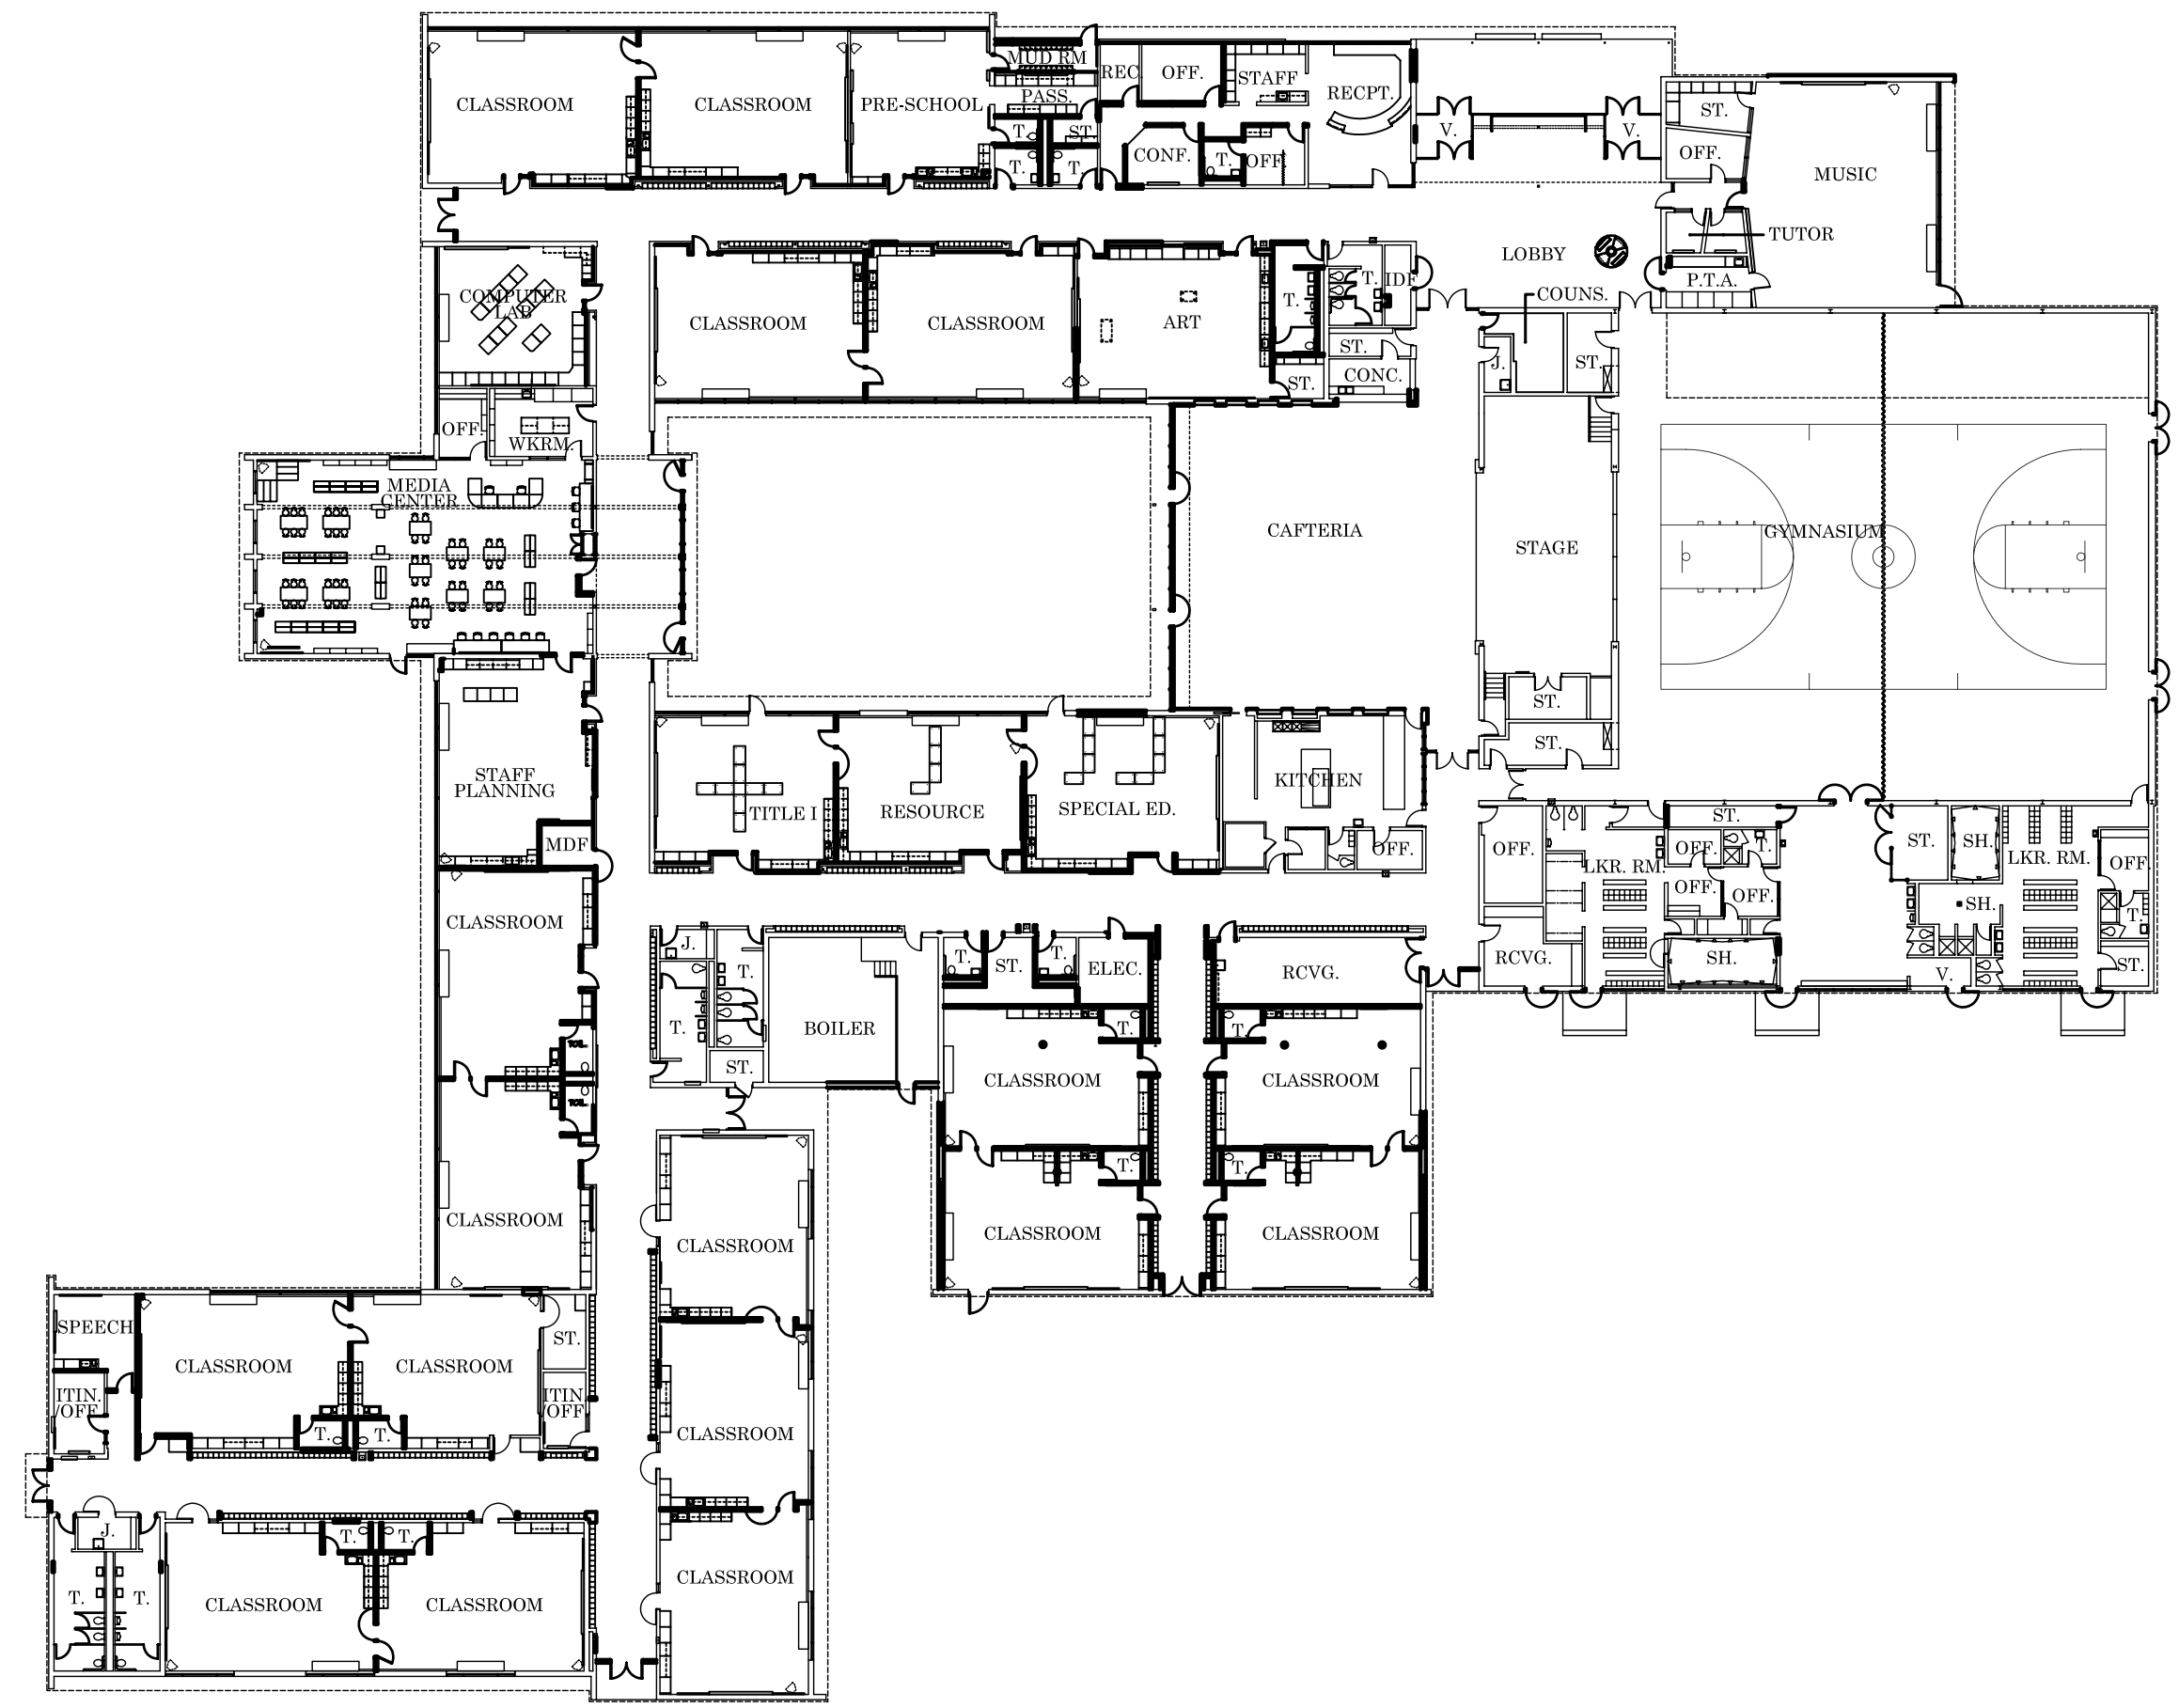 MUD RM
REC.
OFF.
STAFF
CLASSROOM
CLASSROOM
PRE-SCHOOL
PASS.
RECPT.
ST.
T.
ST.
V.
V.
OFF.
CONF.
T.
OFF.
T.
T.
MUSIC
TUTOR
LOBBY
P.T.A.
COMPUTER
LAB
T.
IDF
COUNS.
T.
CLASSROOM
CLASSROOM
ART
ST.
J.
ST.
CONC.
ST.
OFF.
WKRM.
MEDIA
CENTER
CAFTERIA
STAGE
GYMNASIUM
ST.
ST.
STAFF
PLANNING
KITCHEN
TITLE I
RESOURCE
SPECIAL ED.
ST.
MDF
OFF.
OFF.
LKR. RM.
OFF.
T.
ST.
SH.
LKR. RM.
OFF.
OFF.
OFF.
SH.
T.
CLASSROOM
J.
T.
T.
ST.
T.
ELEC.
RCVG.
RCVG.
SH.
V.
ST.
T.
BOILER
T.
T.
TOI.
ST.
CLASSROOM
CLASSROOM
TOI.
T.
T.
CLASSROOM
CLASSROOM
CLASSROOM
CLASSROOM
SPEECH
ST.
CLASSROOM
CLASSROOM
ITIN.
/OFF
ITIN
/OFF
T.
T.
CLASSROOM
J.
T.
T.
T.
T.
CLASSROOM
CLASSROOM
CLASSROOM